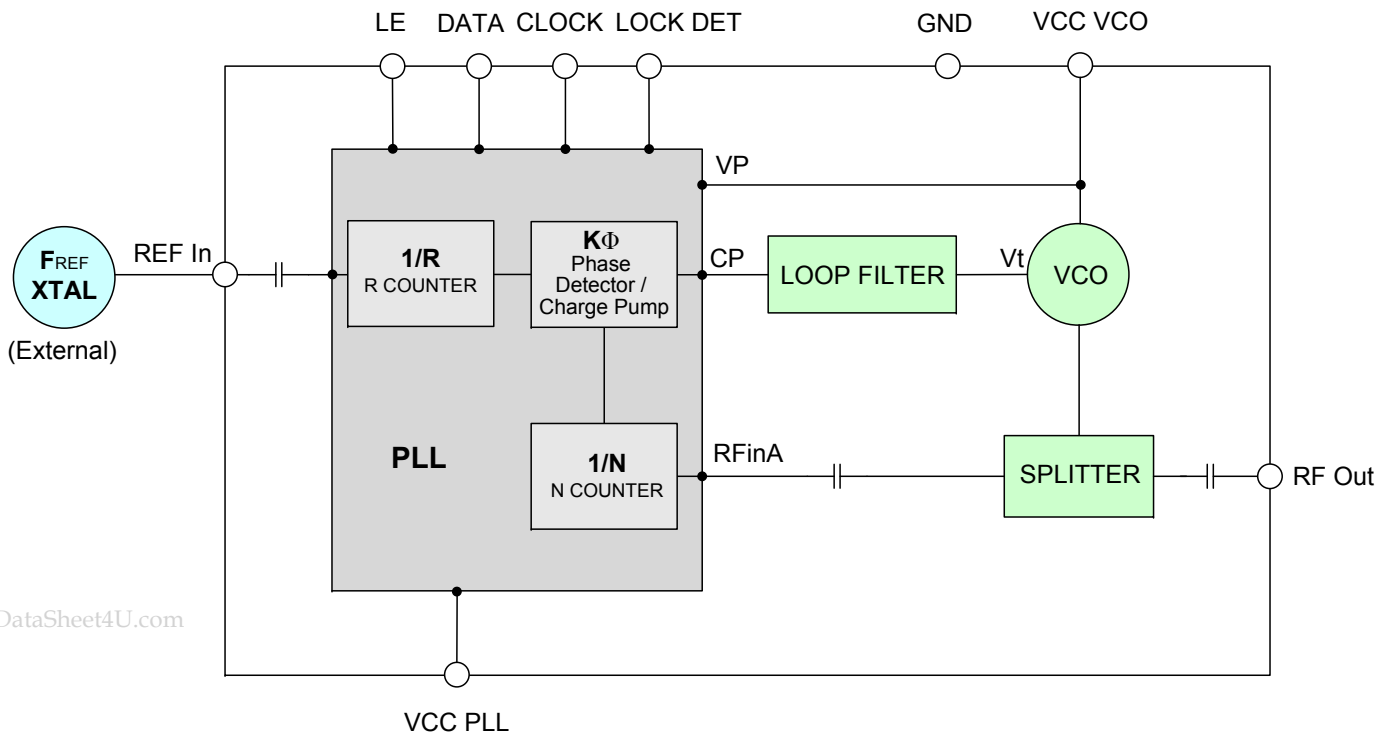 LE DATA CLOCK LOCK DET GND VCC VCO
VP
REF In
FREF
XTAL
(External)
1/R
R COUNTER
KΦ
Phase
Detector /
Charge Pump
CP
LOOP FILTER
Vt
VCO
PLL
1/N
N COUNTER
RFinA
SPLITTER
RF Out
DataSheet4U.com
VCC PLL